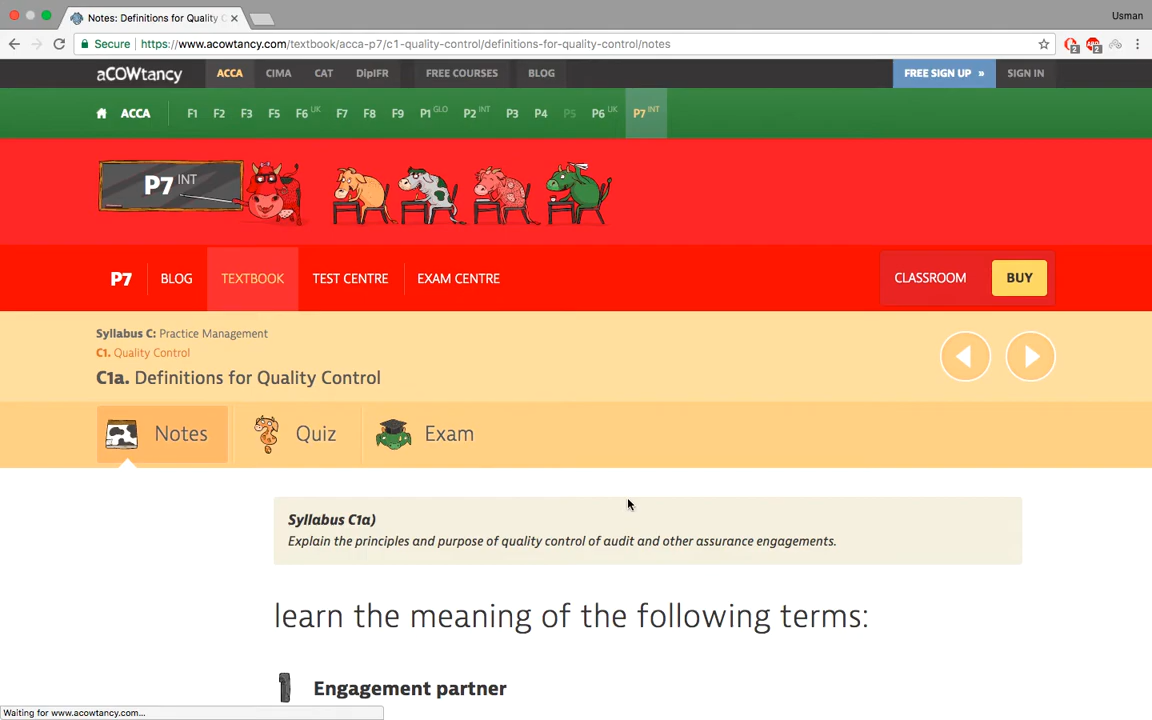 Notes: Definitions for Quality C
Usman
Secure https://www.acowtancy.com/textbook/acca-p7/c1-quality-control/definitions-for-quality-control/notes
2 2
aCOWtancy ACCA CIMA CAT DipIFR FREE COURSES BLOG FREE SIGN UP » SIGN IN
ACCA F1 F2 F3 F5 F6 UK F7 F8 F9 P1 GLO P2 INT P3 P4 P5 P6 UK P7 INT
P7 INT
P7 BLOG TEXTBOOK TEST CENTRE EXAM CENTRE CLASSROOM BUY
Syllabus C: Practice Management
C1. Quality Control
C1a. Definitions for Quality Control
Notes Quiz Exam
Syllabus C1a)
Explain the principles and purpose of quality control of audit and other assurance engagements.
learn the meaning of the following terms:
1 Engagement partner
Waiting for www.acowtancy.com...